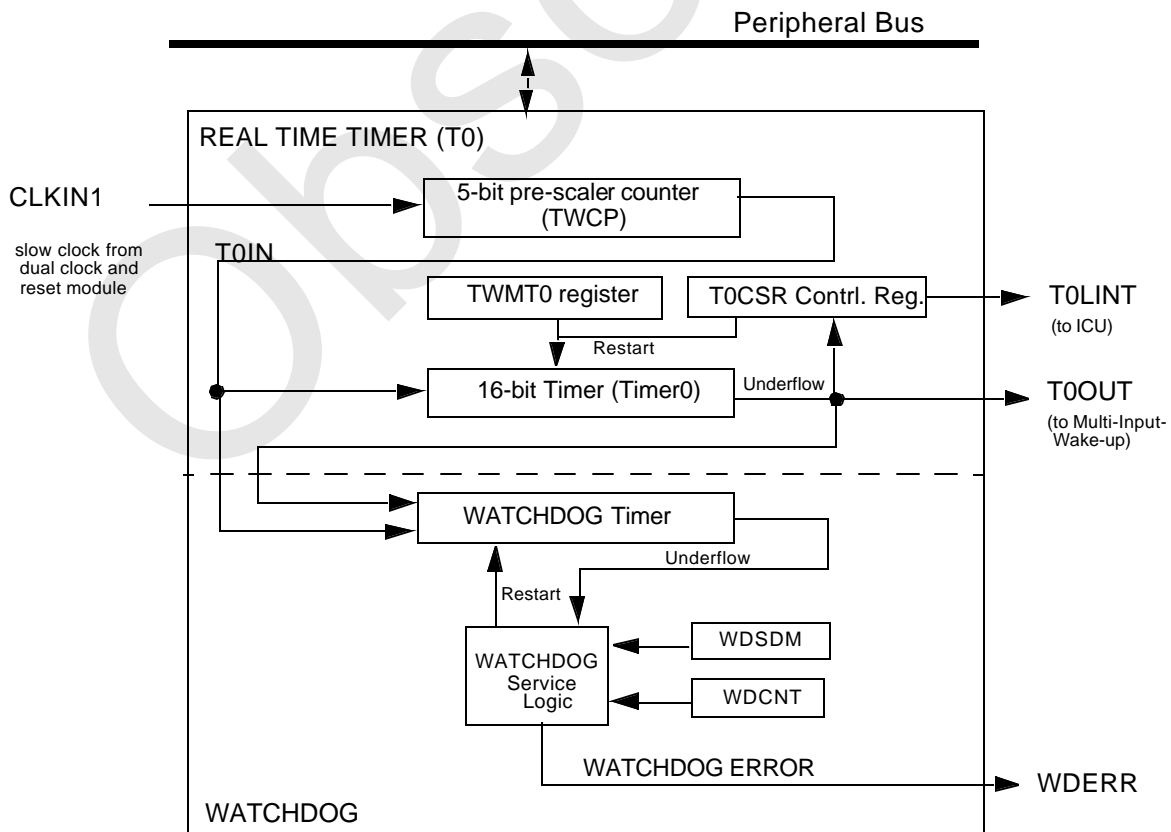 Peripheral Bus
REAL TIME TIMER (T0)
CLKIN1
5-bit pre-scaler counter
(TWCP)
slow clock from
dual clock and
reset module
T0IN
TWMT0 register
T0CSR Contrl. Reg.
T0LINT
(to ICU)
Restart
16-bit Timer (Timer0)
Underflow
T0OUT
(to Multi-Input-
Wake-up)
WATCHDOG Timer
Underflow
Restart
WATCHDOG
Service
Logic
WDSDM
WDCNT
WATCHDOG ERROR
WDERR
WATCHDOG
Obs